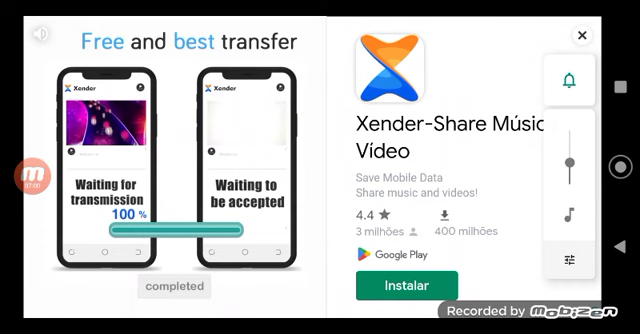 Free and best transfer
Xender
Xender
Waiting for
transmission
100 %
Waiting to
be accepted
completed
07:00
Xender-Share Músic
Vídeo
Save Mobile Data
Share music and videos!
4.4 ★
3 milhões
400 milhões
Google Play
Instalar
Recorded by Mobizen